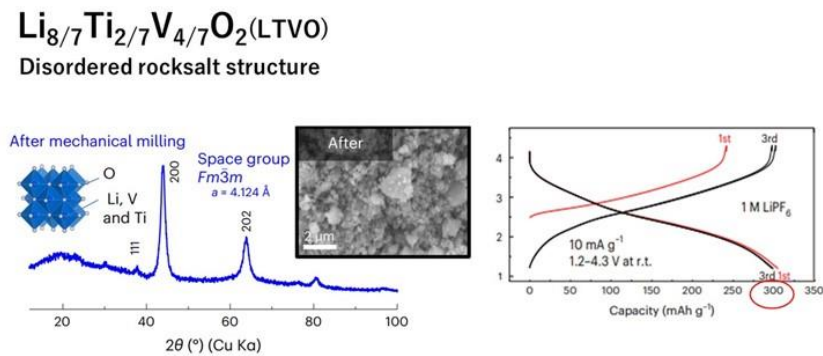 Li8/7Ti2/7V4/7O2(LTVO)
Disordered rocksalt structure
After mechanical milling
O
Li, V
and Ti
111
200
Space group
Fm3̄m
a = 4.124 Å
202
20 40 60 80 100
2θ (°) (Cu Ka)
After
2 μm
1st
3rd
4
3
2
1
1 M LiPF6
10 mA g-1
1.2–4.3 V at r.t.
3rd 1st
0 50 100 150 200 250 300 350
Capacity (mAh g-1)